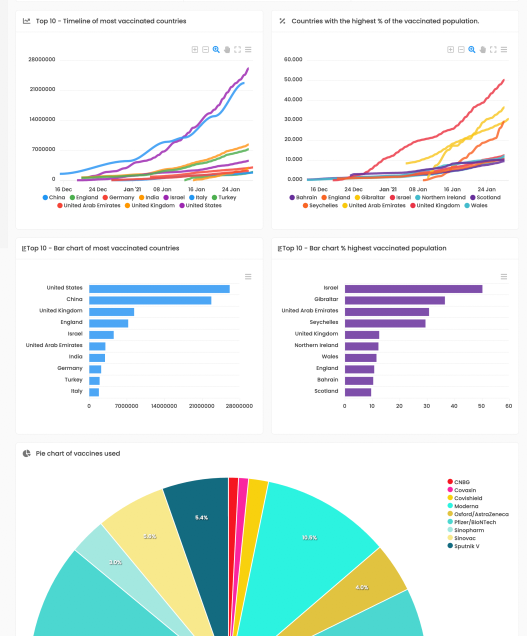 Top 10 - Timeline of most vaccinated countries
28000000
21000000
14000000
7000000
0
16 Dec 24 Dec Jan '21 08 Jan 16 Jan 24 Jan
China England Germany India Israel Italy Turkey
United Arab Emirates United Kingdom United States
Countries with the highest % of the vaccinated population.
60.000
50.000
40.000
30.000
20.000
10.000
0.000
16 Dec 24 Dec Jan '21 08 Jan 16 Jan 24 Jan
Bahrain England Gibraltar Israel Northern Ireland Scotland
Seychelles United Arab Emirates United Kingdom Wales
Top 10 - Bar chart of most vaccinated countries
United States
China
United Kingdom
England
Israel
United Arab Emirates
India
Germany
Turkey
Italy
0 7000000 14000000 21000000 28000000
Top 10 - Bar chart % highest vaccinated population
Israel
Gibraltar
United Arab Emirates
Seychelles
United Kingdom
Northern Ireland
Wales
England
Bahrain
Scotland
0 10 20 30 40 50 60
Pie chart of vaccines used
CNBG
Covaxin
Covishield
Moderna
Oxford/AstraZeneca
Pfizer/BioNTech
Sinopharm
Sinovac
Sputnik V
5.4%
10.5%
4.0%
3.0%